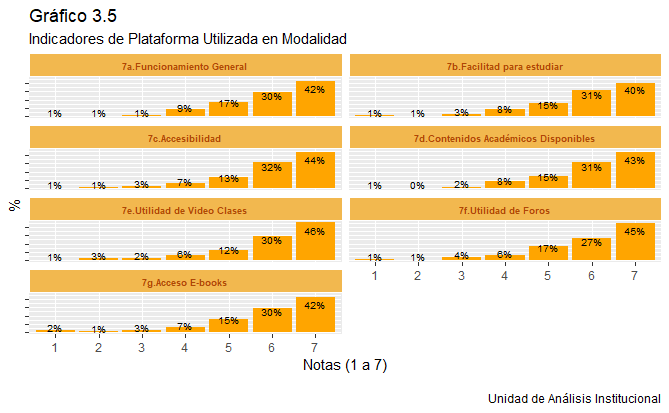 Gráfico 3.5
Indicadores de Plataforma Utilizada en Modalidad
7a.Funcionamiento General
1% 1% 1% 9% 17% 30% 42%
7b.Facilitad para estudiar
1% 1% 3% 8% 15% 31% 40%
7c.Accesibilidad
1% 1% 3% 7% 13% 32% 44%
7d.Contenidos Académicos Disponibles
1% 0% 2% 8% 15% 31% 43%
%
7e.Utilidad de Video Clases
1% 3% 2% 6% 12% 30% 46%
7f.Utilidad de Foros
1% 1% 4% 6% 17% 27% 45%
1 2 3 4 5 6 7
7g.Acceso E-books
2% 1% 3% 7% 15% 30% 42%
1 2 3 4 5 6 7
Notas (1 a 7)
Unidad de Análisis Institucional